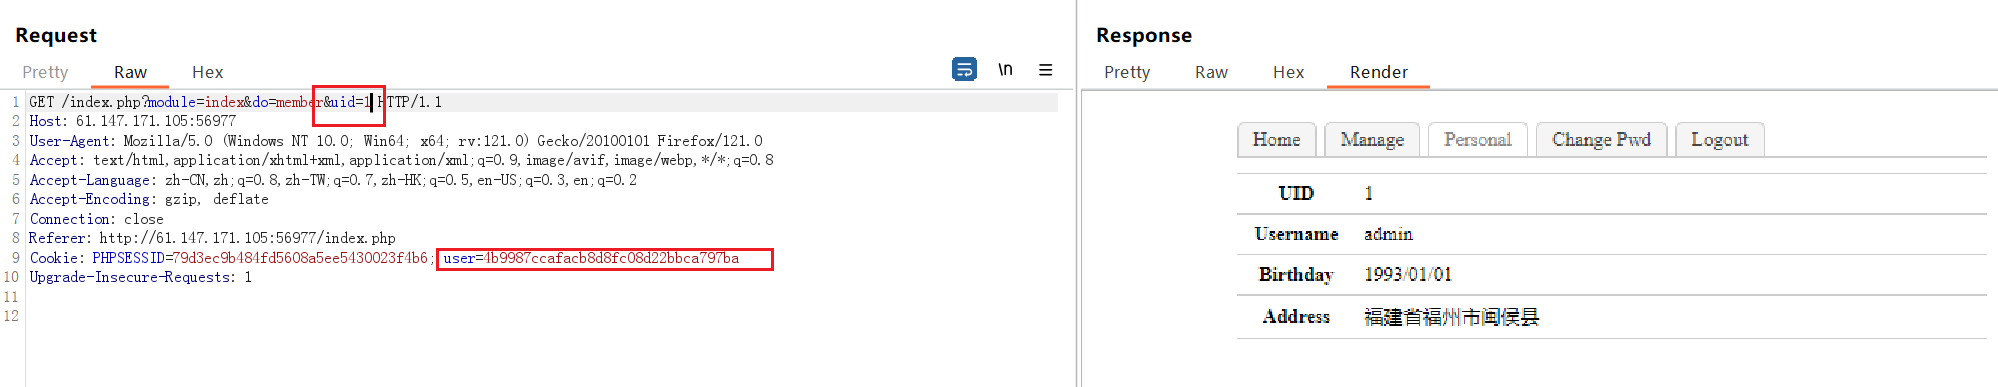 Request
Pretty Raw Hex
\n
1 GET /index.php?module=index&do=member&uid=1 HTTP/1.1
2 Host: 61.147.171.105:56977
3 User-Agent: Mozilla/5.0 (Windows NT 10.0; Win64; x64; rv:121.0) Gecko/20100101 Firefox/121.0
4 Accept: text/html,application/xhtml+xml,application/xml;q=0.9,image/avif,image/webp,*/*;q=0.8
5 Accept-Language: zh-CN,zh;q=0.8,zh-TW;q=0.7,zh-HK;q=0.5,en-US;q=0.3,en;q=0.2
6 Accept-Encoding: gzip, deflate
7 Connection: close
8 Referer: http://61.147.171.105:56977/index.php
9 Cookie: PHPSESSID=79d3ec9b484fd5608a5ee5430023f4b6; user=4b9987ccafacb8d8fc08d22bbca797ba
10 Upgrade-Insecure-Requests: 1
11
12
Response
Pretty Raw Hex Render
Home Manage Personal Change Pwd Logout
UID 1
Username admin
Birthday 1993/01/01
Address 福建省福州市闽侯县